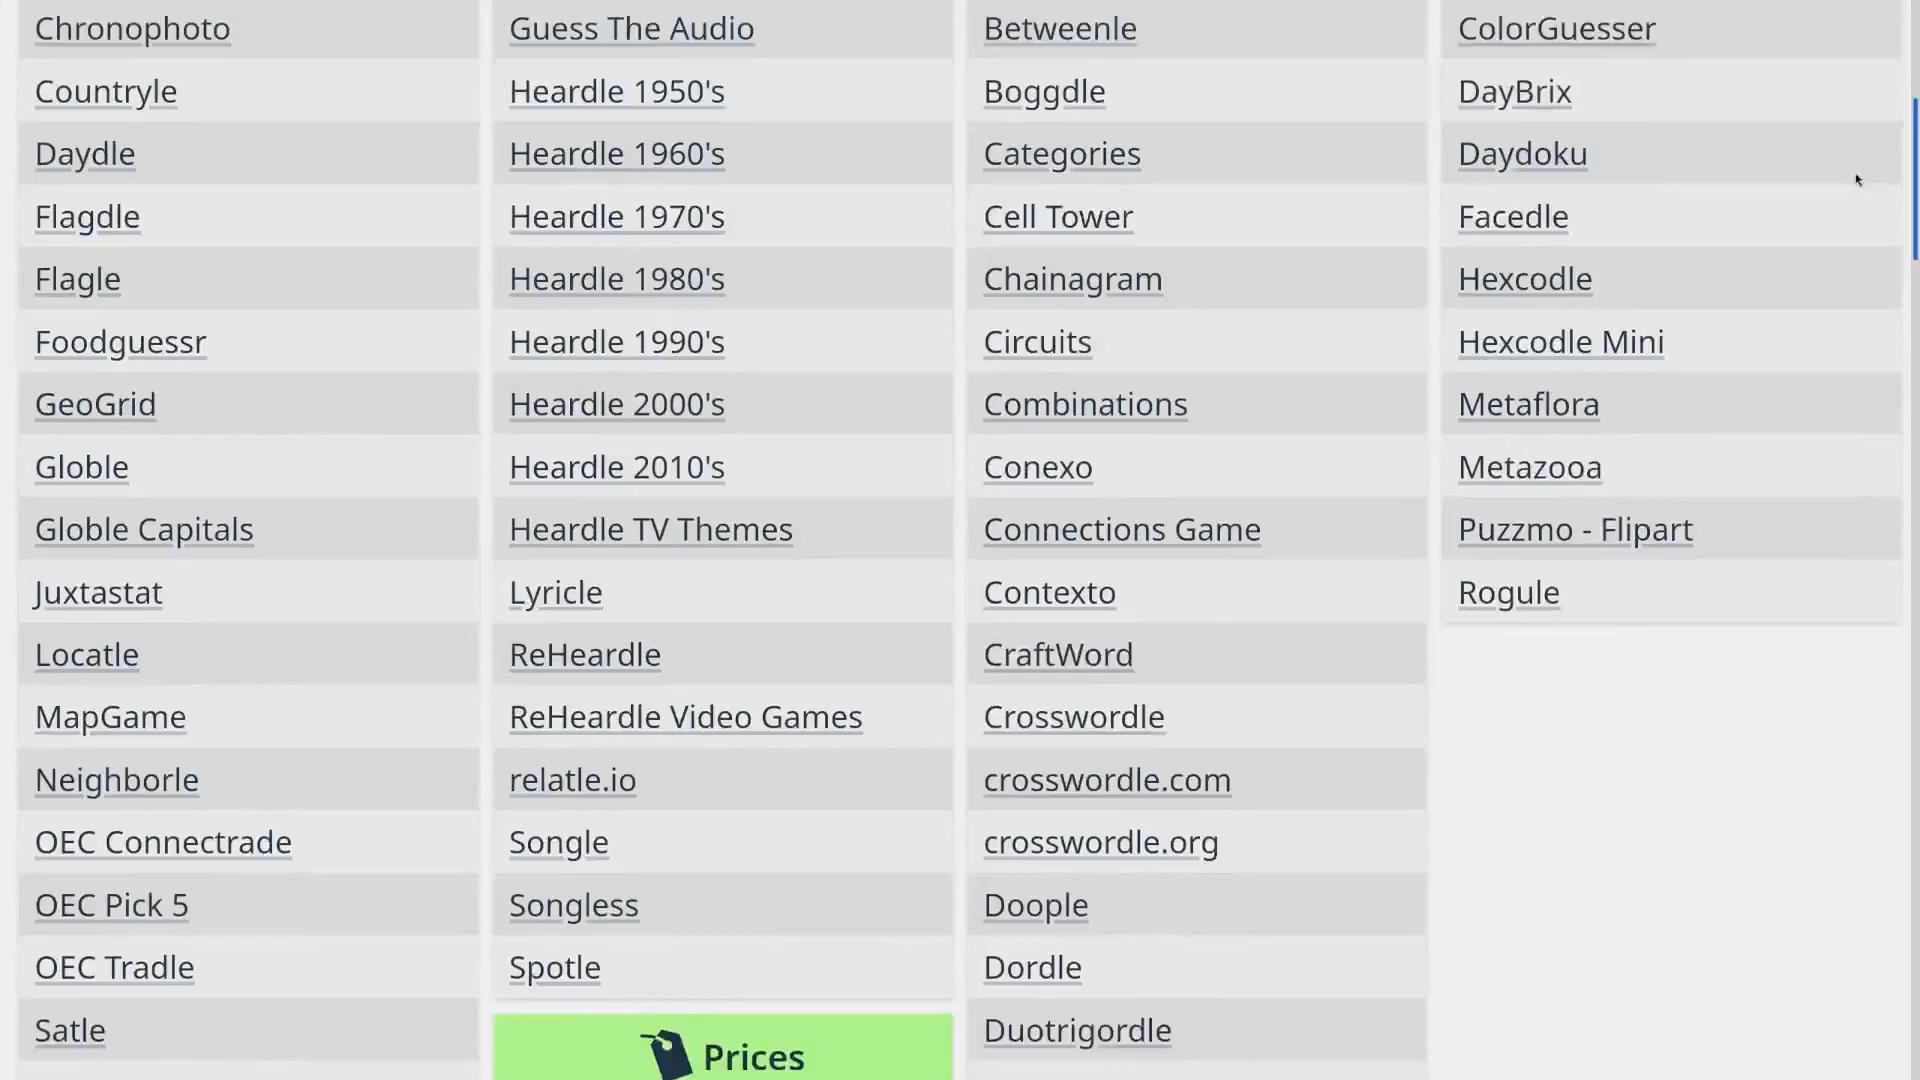 Chronophoto
Countryle
Daydle
Flagdle
Flagle
Foodguessr
GeoGrid
Globle
Globle Capitals
Juxtastat
Locatle
MapGame
Neighborle
OEC Connectrade
OEC Pick 5
OEC Tradle
Satle
Guess The Audio
Heardle 1950's
Heardle 1960's
Heardle 1970's
Heardle 1980's
Heardle 1990's
Heardle 2000's
Heardle 2010's
Heardle TV Themes
Lyricle
ReHeardle
ReHeardle Video Games
relatle.io
Songle
Songless
Spotle
Prices
Betweenle
Boggdle
Categories
Cell Tower
Chainagram
Circuits
Combinations
Conexo
Connections Game
Contexto
CraftWord
Crosswordle
crosswordle.com
crosswordle.org
Doople
Dordle
Duotrigordle
ColorGuesser
DayBrix
Daydoku
Facedle
Hexcodle
Hexcodle Mini
Metaflora
Metazooa
Puzzmo - Flipart
Rogule